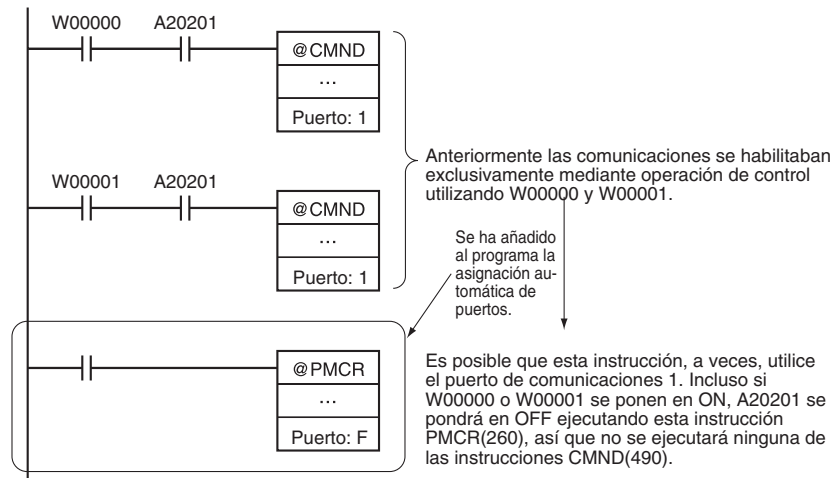 W00000 A20201
@CMND
...
Puerto: 1
W00001 A20201
@CMND
...
Puerto: 1
Anteriormente las comunicaciones se habilitaban
exclusivamente mediante operación de control
utilizando W00000 y W00001.
Se ha añadido
al programa la
asignación au-
tomática de
puertos.
@PMCR
...
Puerto: F
Es posible que esta instrucción, a veces, utilice
el puerto de comunicaciones 1. Incluso si
W00000 o W00001 se ponen en ON, A20201 se
pondrá en OFF ejecutando esta instrucción
PMCR(260), así que no se ejecutará ninguna de
las instrucciones CMND(490).